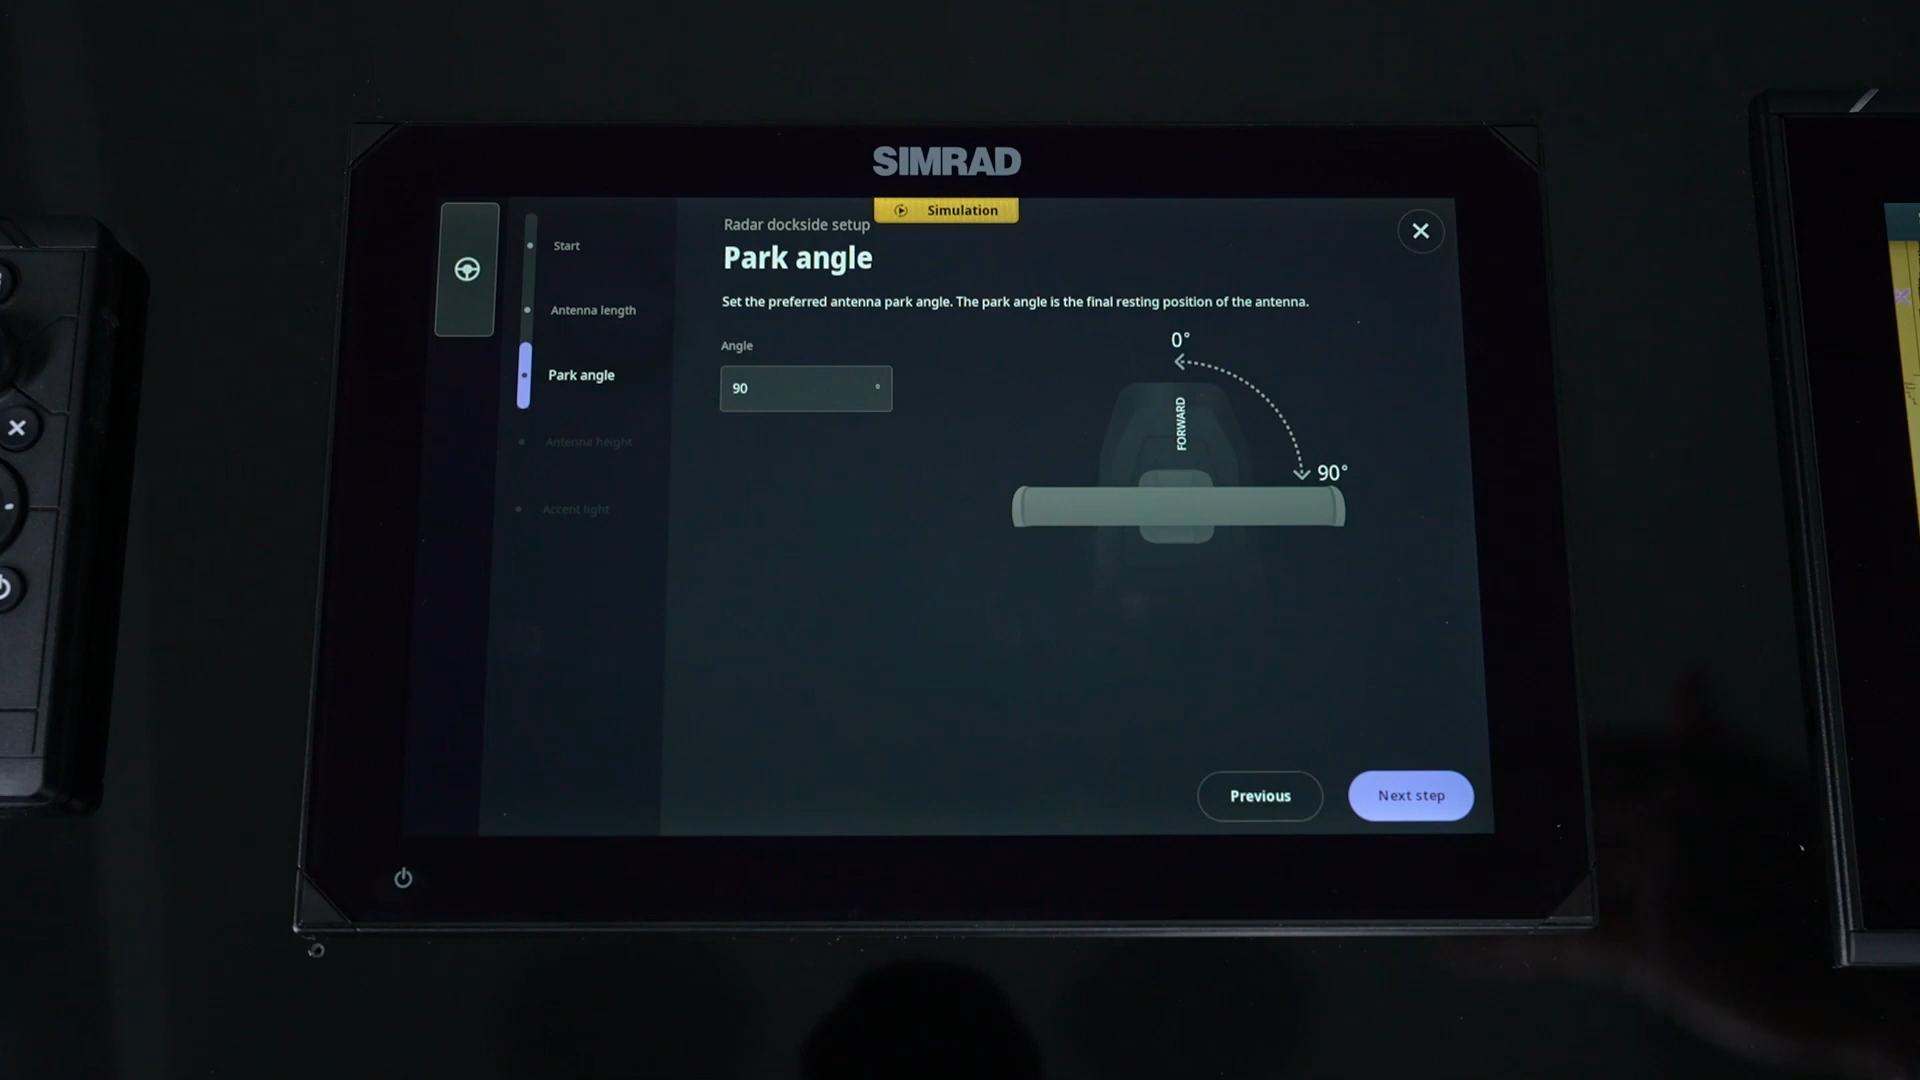 SIMRAD
Simulation
Radar dockside setup
Park angle
Set the preferred antenna park angle. The park angle is the final resting position of the antenna.
Start
Antenna length
Park angle
Antenna height
Accent light
Angle
90 °
0°
FORWARD
90°
Previous
Next step